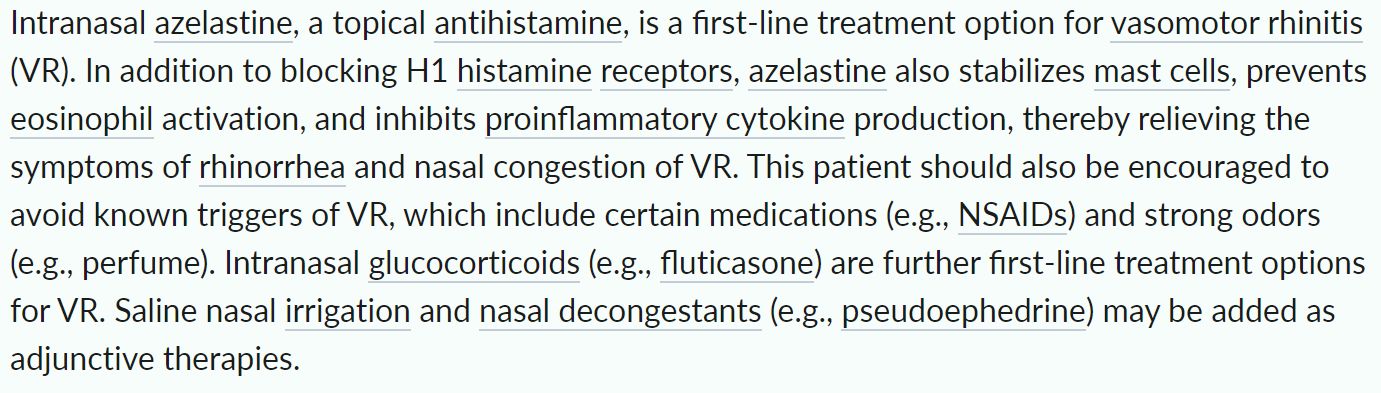 Intranasal azelastine, a topical antihistamine, is a first-line treatment option for vasomotor rhinitis
(VR). In addition to blocking H1 histamine receptors, azelastine also stabilizes mast cells, prevents
eosinophil activation, and inhibits proinflammatory cytokine production, thereby relieving the
symptoms of rhinorrhea and nasal congestion of VR. This patient should also be encouraged to
avoid known triggers of VR, which include certain medications (e.g., NSAIDs) and strong odors
(e.g., perfume). Intranasal glucocorticoids (e.g., fluticasone) are further first-line treatment options
for VR. Saline nasal irrigation and nasal decongestants (e.g., pseudoephedrine) may be added as
adjunctive therapies.